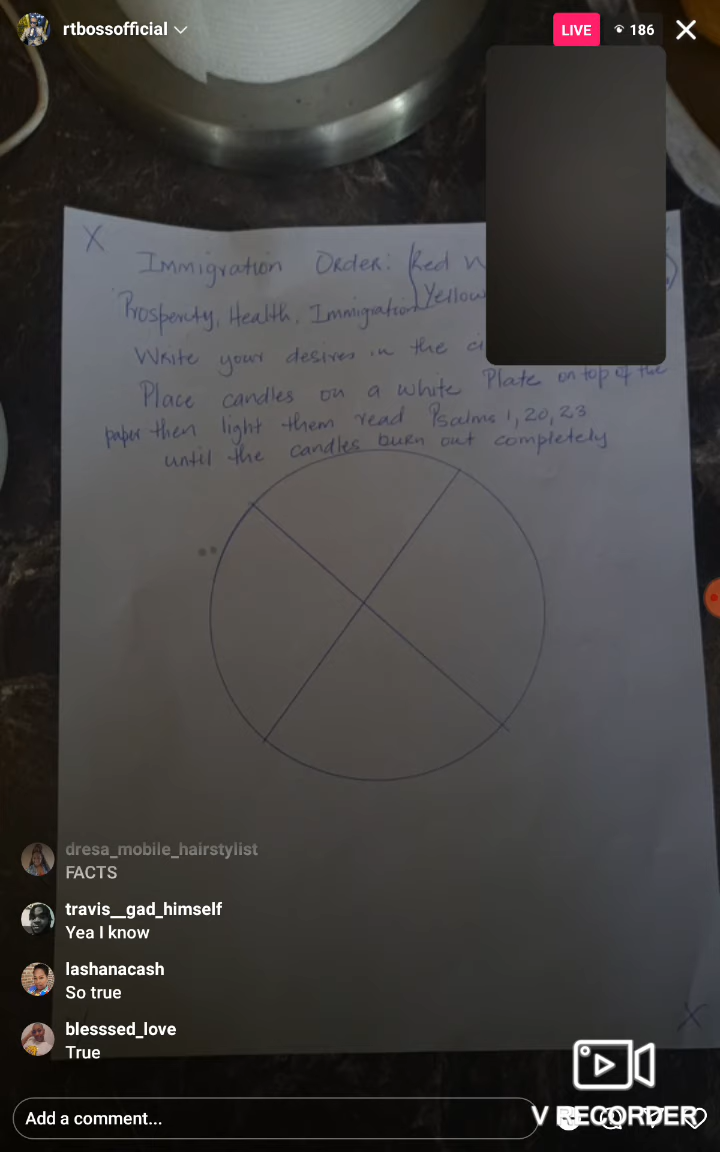 rtbossofficial
LIVE
186
X
Immigration Order: (Red
Prosperity, Health, Immigration Yellow
Write your desires in the
Place candles on a white Plate on top of the
paper then light them read Psalms 1, 20, 23
until the candles burn out completely
dresa_mobile_hairstylist
FACTS
travis__gad_himself
Yea I know
lashanacash
So true
blesssed_love
True
X
Add a comment...
V RECORDER